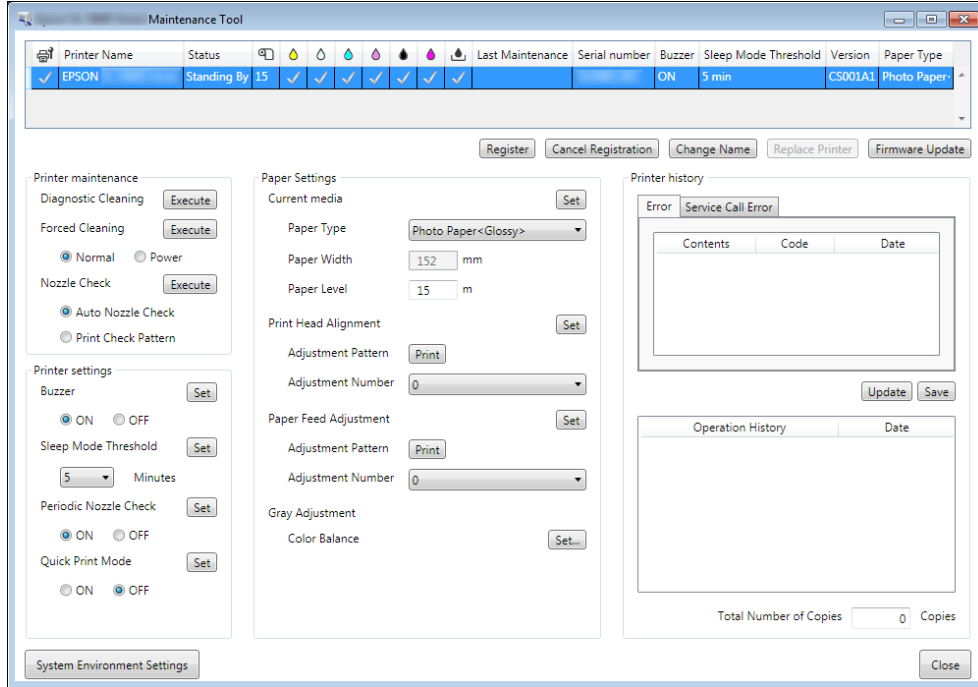 Maintenance Tool
Printer Name Status Last Maintenance Serial number Buzzer Sleep Mode Threshold Version Paper Type
EPSON Standing By 15 ON 5 min CS001A1 Photo Paper
Register Cancel Registration Change Name Replace Printer Firmware Update
Printer maintenance
Diagnostic Cleaning Execute
Forced Cleaning Execute
Normal Power
Nozzle Check Execute
Auto Nozzle Check
Print Check Pattern
Printer settings
Buzzer Set
ON OFF
Sleep Mode Threshold Set
5 Minutes
Periodic Nozzle Check Set
ON OFF
Quick Print Mode Set
ON OFF
Paper Settings
Current media Set
Paper Type Photo Paper<Glossy>
Paper Width 152 mm
Paper Level 15 m
Print Head Alignment Set
Adjustment Pattern Print
Adjustment Number 0
Paper Feed Adjustment Set
Adjustment Pattern Print
Adjustment Number 0
Gray Adjustment
Color Balance Set...
Printer history
Error Service Call Error
Contents Code Date
Update Save
Operation History Date
Total Number of Copies 0 Copies
System Environment Settings Close